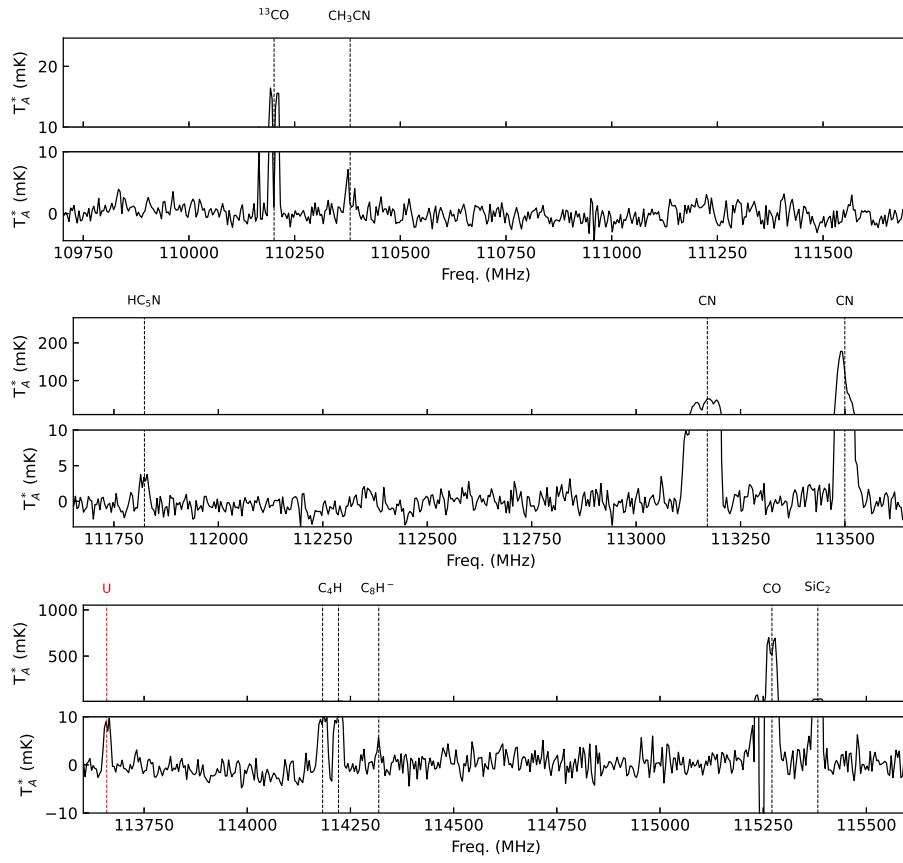 ¹³CO CH₃CN
T*A (mK)
20
10
T*A (mK)
10
0
109750 110000 110250 110500 110750 111000 111250 111500
Freq. (MHz)
HC₅N CN CN
T*A (mK)
200
100
T*A (mK)
10
5
0
111750 112000 112250 112500 112750 113000 113250 113500
Freq. (MHz)
U C₄H C₈H⁻ CO SiC₂
T*A (mK)
1000
500
T*A (mK)
10
0
−10
113750 114000 114250 114500 114750 115000 115250 115500
Freq. (MHz)